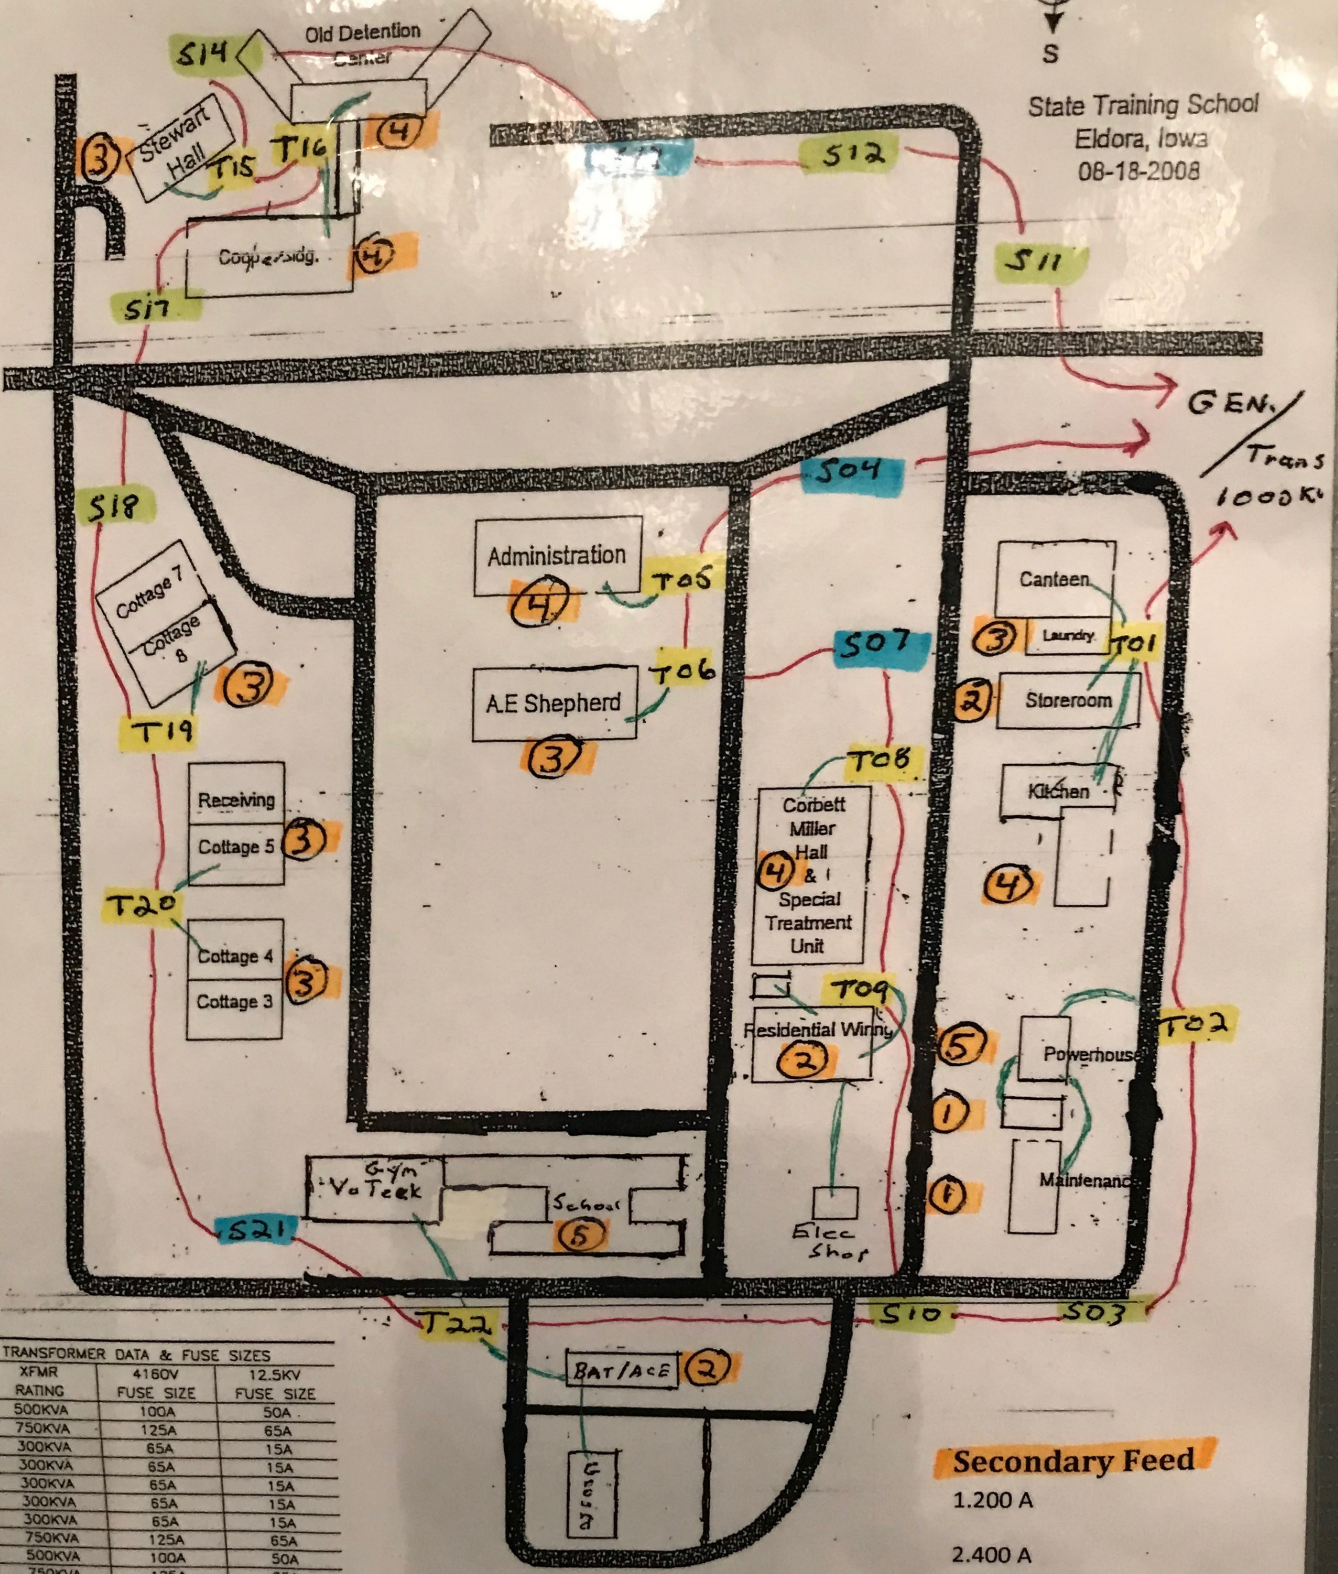 S
State Training School
Eldora, Iowa
08-18-2008
Old Detention
Center
S14
Stewart
Hall
3
T15
T16
4
S12
S11
4
S17
GEN./
Trans
S04
S18
Cottage 7
Cottage
8
3
T19
Administration
4
T05
T06
A.E Shepherd
3
S07
T08
Canteen
Laundry
3
T01
Storeroom
2
Kitchen
4
Receiving
Cottage 5
3
T20
Cottage 4
Cottage 3
3
Corbett
Miller
Hall
& 1
Special
Treatment
Unit
4
T09
Residential Wiring
2
Elec
Shop
5
Powerhouse
T02
1
1
Maintenanc
Gym
VoTeck
School
5
S21
T22
S10
S03
BAT/ACE
2
TRANSFORMER DATA & FUSE SIZES
XFMR 4160V 12.5KV
RATING FUSE SIZE FUSE SIZE
500KVA 100A 50A
750KVA 125A 65A
300KVA 65A 15A
300KVA 65A 15A
300KVA 65A 15A
300KVA 65A 15A
300KVA 65A 15A
750KVA 125A 65A
500KVA 100A 50A
750KVA 125A
Secondary Feed
1.200 A
2.400 A